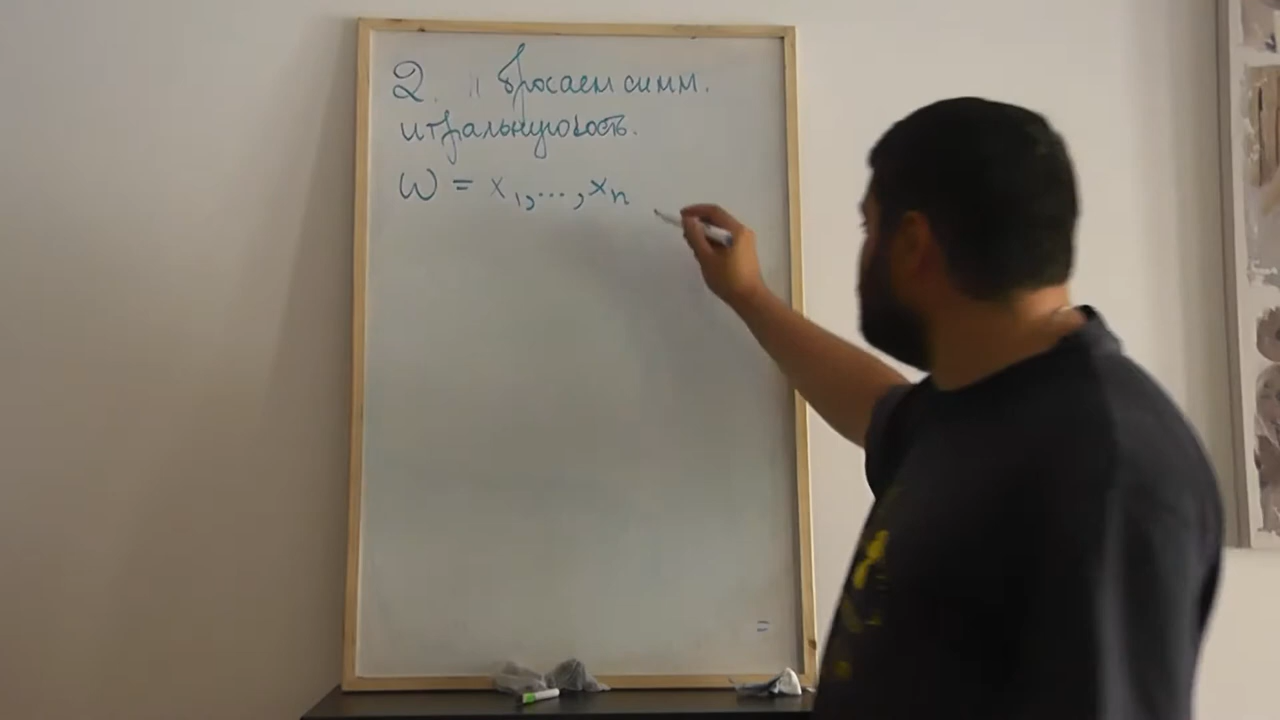 2. " бросаем симм.
игральную кость.
ω = x₁,...,xₙ
=